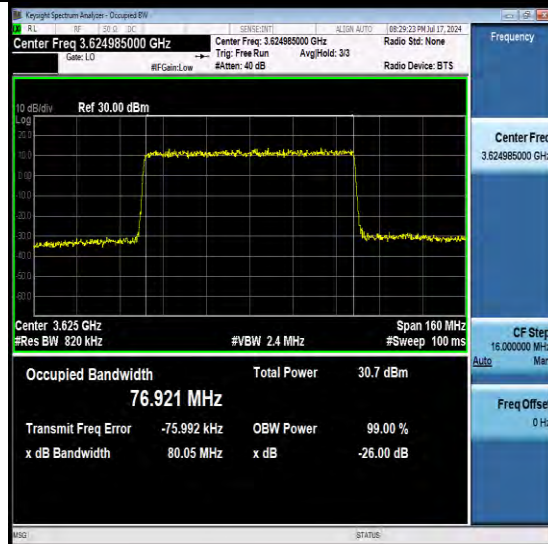 Keysight Spectrum Analyzer - Occupied BW
RL RF 50 Ω DC SENSE:INT ALIGN AUTO 08:29:23 PM Jul 17, 2024
Center Freq 3.624985000 GHz Center Freq: 3.624985000 GHz Radio Std: None
Gate: LO Trig: Free Run Avg|Hold: 3/3
#IFGain:Low #Atten: 40 dB Radio Device: BTS
10 dB/div Ref 30.00 dBm
Log
20.0
10.0
0.00
-10.0
-20.0
-30.0
-40.0
-50.0
-60.0
Center 3.625 GHz Span 160 MHz
#Res BW 820 kHz #VBW 2.4 MHz #Sweep 100 ms
Occupied Bandwidth Total Power 30.7 dBm
76.921 MHz
Transmit Freq Error -75.992 kHz OBW Power 99.00 %
x dB Bandwidth 80.05 MHz x dB -26.00 dB
MSG STATUS
Frequency
Center Freq
3.624985000 GHz
CF Step
16.000000 MHz
Auto Man
Freq Offset
0 Hz